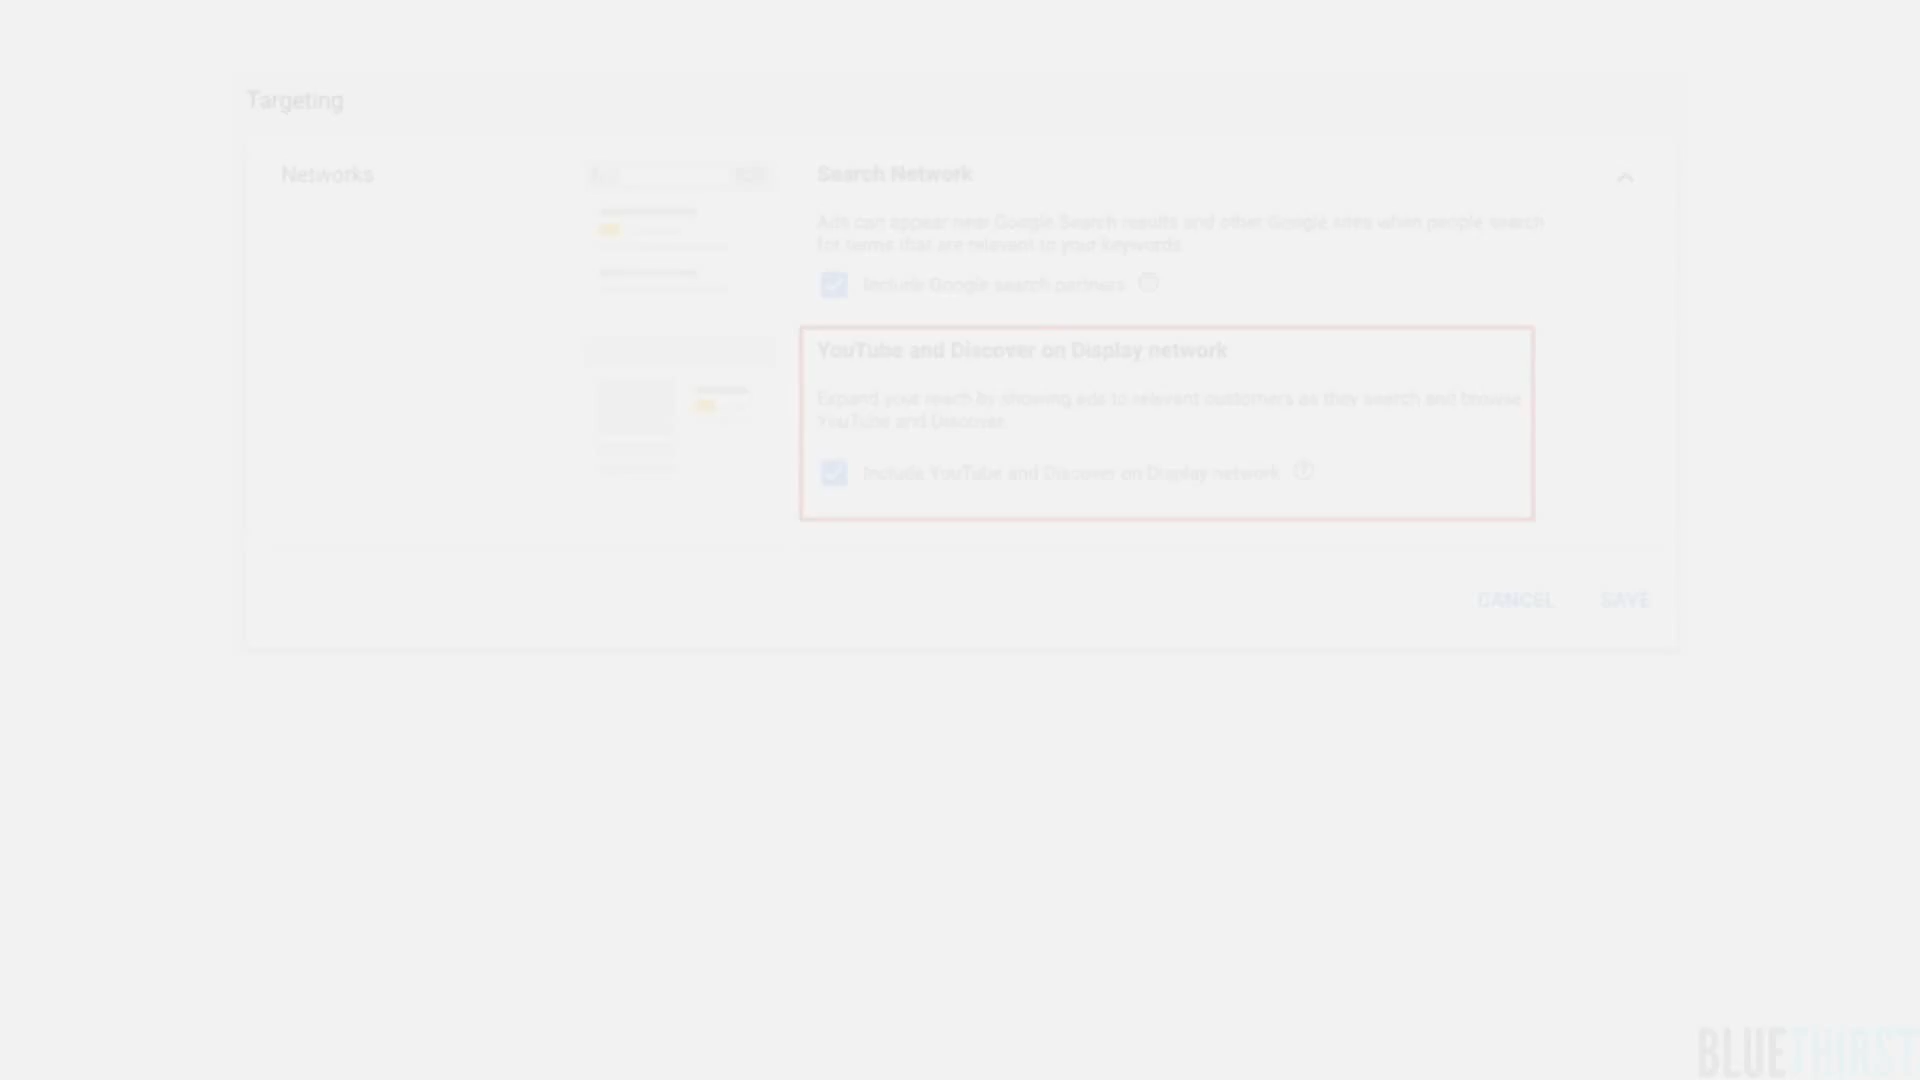 Targeting
Networks
Search Network
Ads can appear near Google Search results and other Google sites when people search
for terms that are relevant to your keywords
Include Google search partners
YouTube and Discover on Display network
Expand your reach by showing ads to relevant customers as they search and browse
YouTube and Discover.
Include YouTube and Discover on Display network ?
CANCEL SAVE
BLUETHIRST